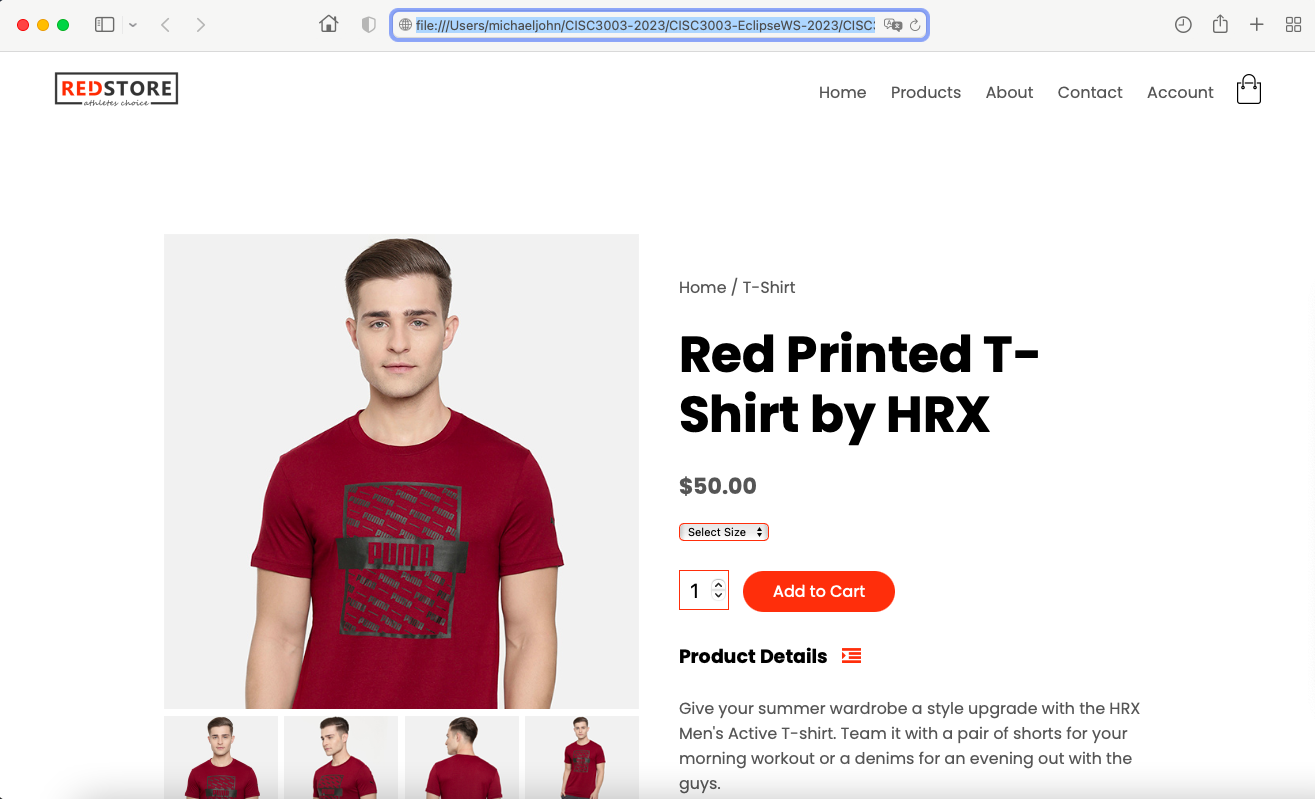 file:///Users/michaeljohn/CISC3003-2023/CISC3003-EclipseWS-2023/CISC
REDSTORE
athletes choice
Home Products About Contact Account
Home / T-Shirt
Red Printed T-
Shirt by HRX
$50.00
Select Size
1 Add to Cart
Product Details
Give your summer wardrobe a style upgrade with the HRX
Men's Active T-shirt. Team it with a pair of shorts for your
morning workout or a denims for an evening out with the
guys.
PUMA